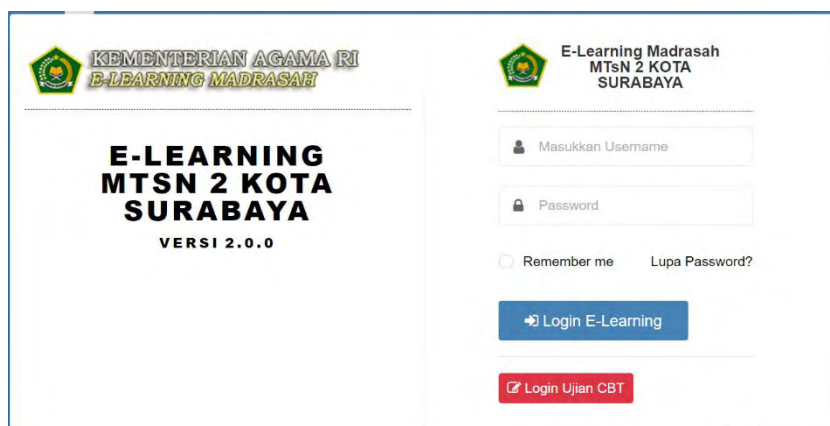 KEMENTERIAN AGAMA RI
E-LEARNING MADRASAH
E-LEARNING
MTSN 2 KOTA
SURABAYA
VERSI 2.0.0
E-Learning Madrasah
MTsN 2 KOTA
SURABAYA
Masukkan Username
Password
Remember me Lupa Password?
Login E-Learning
Login Ujian CBT